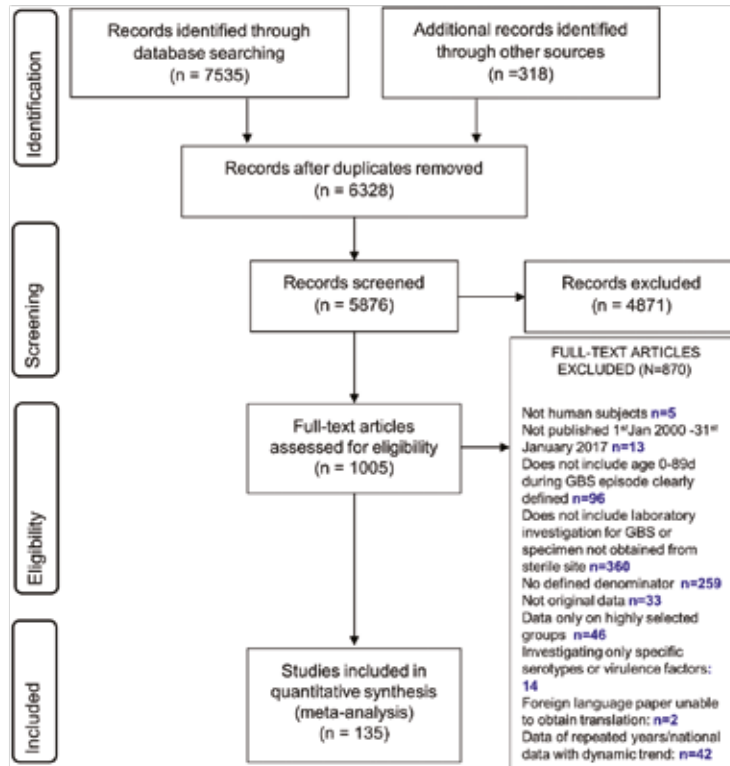 Identification
Records identified through
database searching
(n = 7535)
Additional records identified
through other sources
(n =318)
Records after duplicates removed
(n = 6328)
Screening
Records screened
(n = 5876)
Records excluded
(n = 4871)
Eligibility
Full-text articles
assessed for eligibility
(n = 1005)
FULL-TEXT ARTICLES
EXCLUDED (N=870)
Not human subjects n=5
Not published 1stJan 2000 -31st
January 2017 n=13
Does not include age 0-89d
during GBS episode clearly
defined n=96
Does not include laboratory
investigation for GBS or
specimen not obtained from
sterile site n=360
No defined denominator n=259
Not original data n=33
Data only on highly selected
groups n=46
Investigating only specific
serotypes or virulence factors:
14
Foreign language paper unable
to obtain translation: n=2
Data of repeated years/national
data with dynamic trend: n=42
Included
Studies included in
quantitative synthesis
(meta-analysis)
(n = 135)